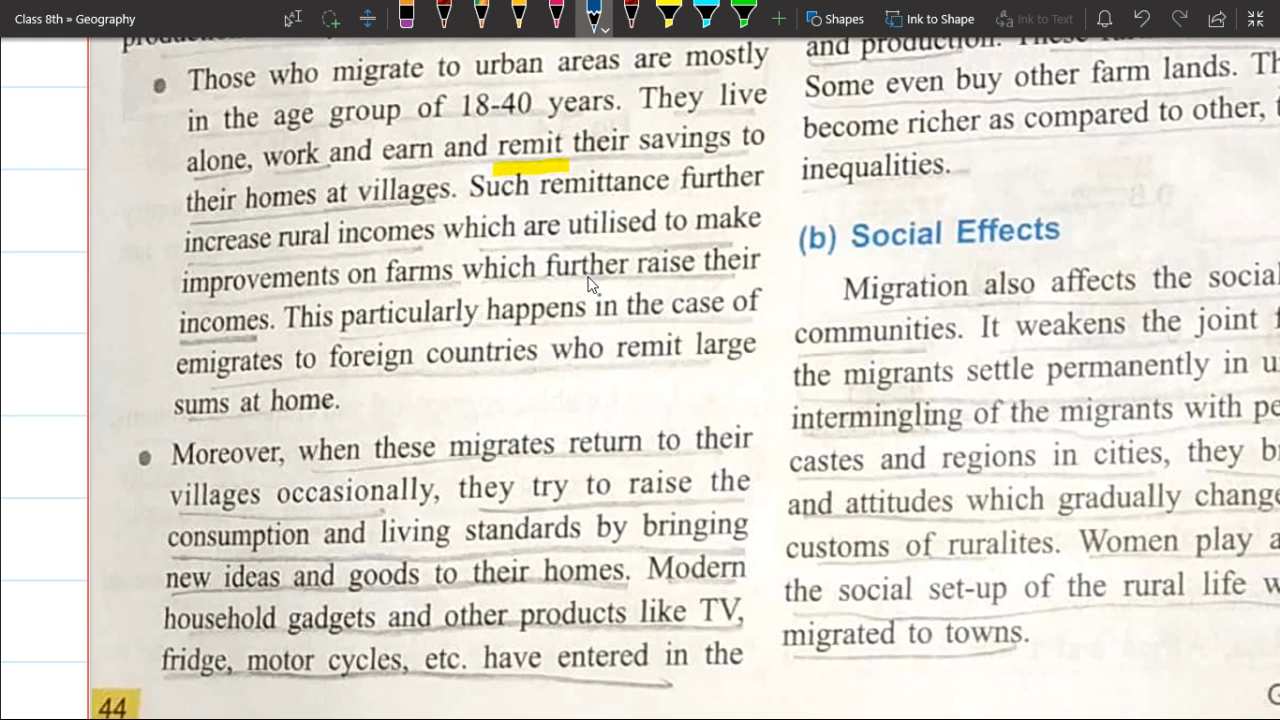 Class 8th » Geography
Shapes
Ink to Shape
Ink to Text
Those who migrate to urban areas are mostly
in the age group of 18-40 years. They live
alone, work and earn and remit their savings to
their homes at villages. Such remittance further
increase rural incomes which are utilised to make
improvements on farms which further raise their
incomes. This particularly happens in the case of
emigrates to foreign countries who remit large
sums at home.
Moreover, when these migrates return to their
villages occasionally, they try to raise the
consumption and living standards by bringing
new ideas and goods to their homes. Modern
household gadgets and other products like TV,
fridge, motor cycles, etc. have entered in the
44
and production. These
Some even buy other farm lands.
become richer as compared to other,
inequalities.
(b) Social Effects
Migration also affects the social
communities. It weakens the joint
the migrants settle permanently in
intermingling of the migrants with
castes and regions in cities, they
and attitudes which gradually change
customs of ruralites. Women play
the social set-up of the rural life
migrated to towns.